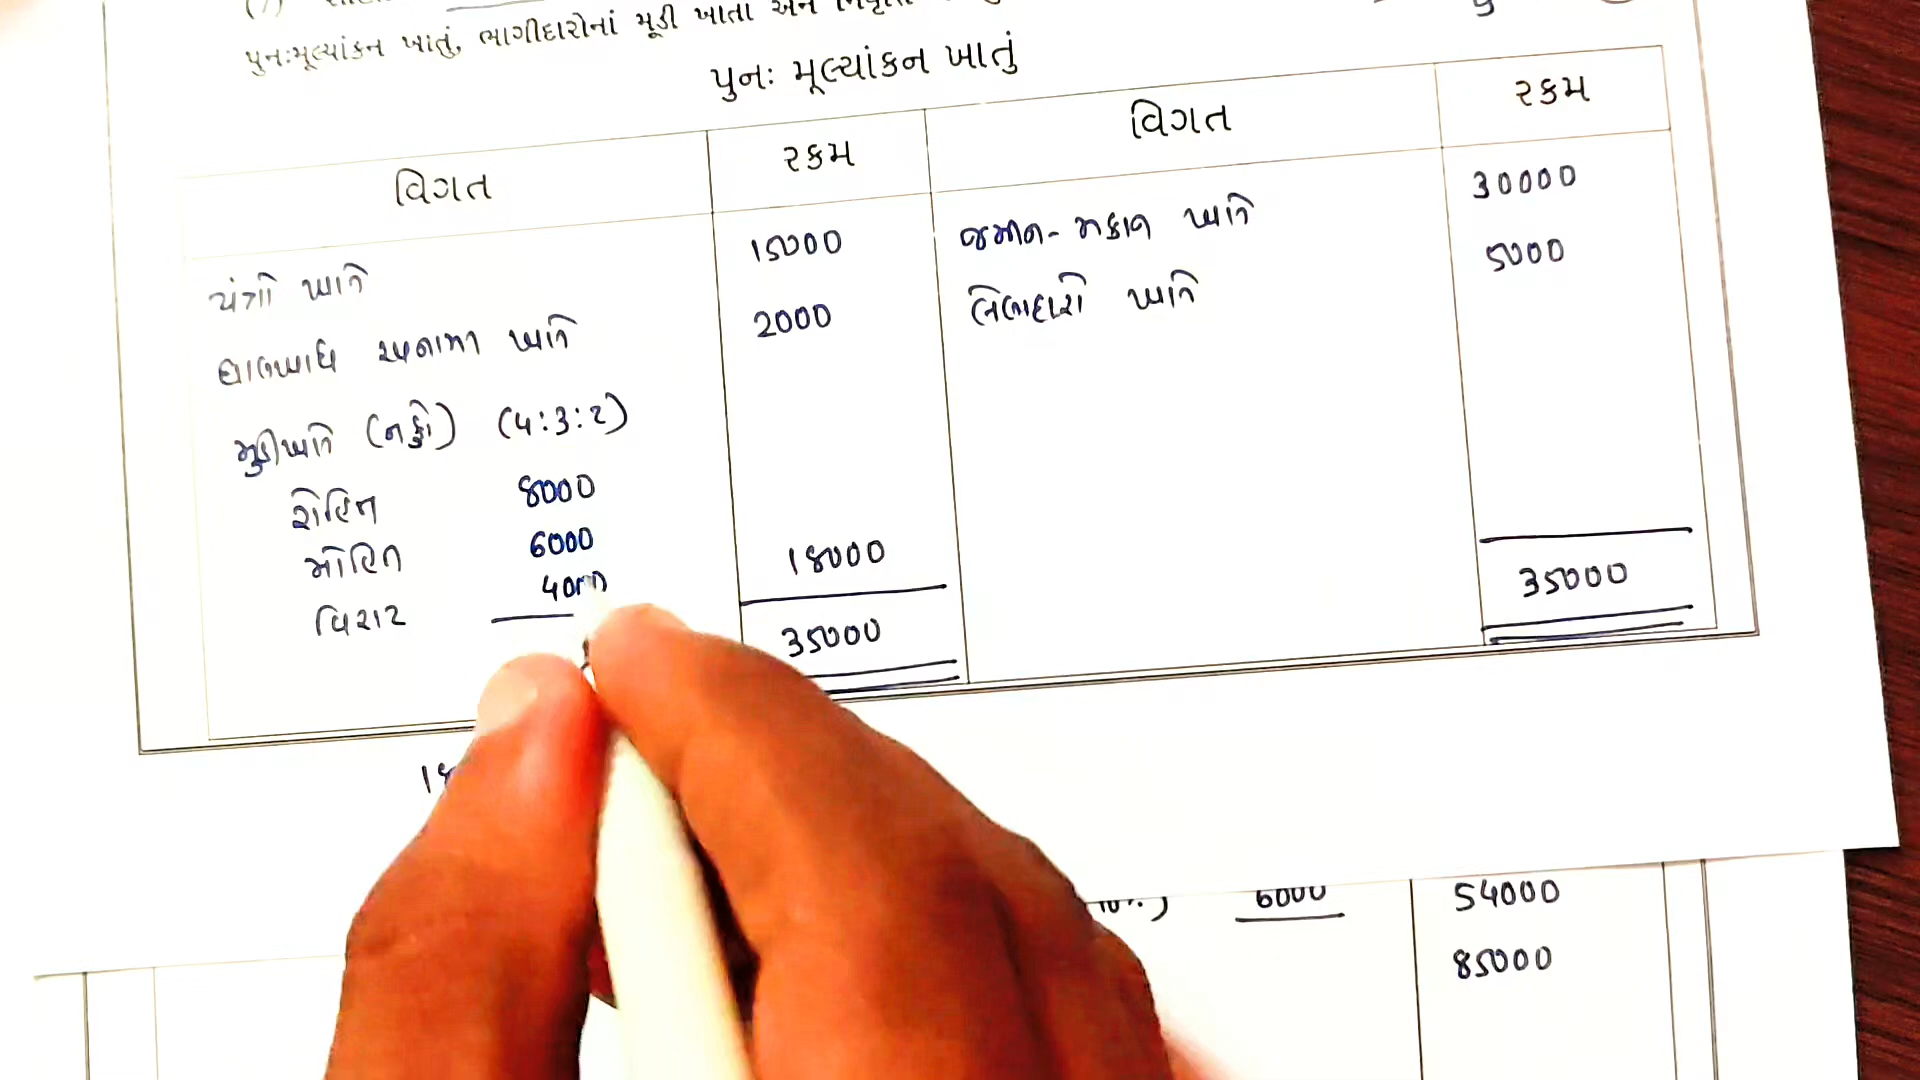 પુનઃમૂલ્યાંકન ખાતું, ભાગીદારોનાં મૂડી ખાતા અને
પુનઃ મૂલ્યાંકન ખાતું
વિગત રકમ વિગત રકમ
યંત્રો ખાતે 15000 જમીન-મકાન ખાતે 30000
ઘાલખાધ અનામત ખાતે 2000 લેણદારો ખાતે 5000
મુડીખાતે (નફો) (4:3:2)
રોહિત 8000
મોહિત 6000 18000
વિરાટ 4000
35000 35000
6000 54000
85000